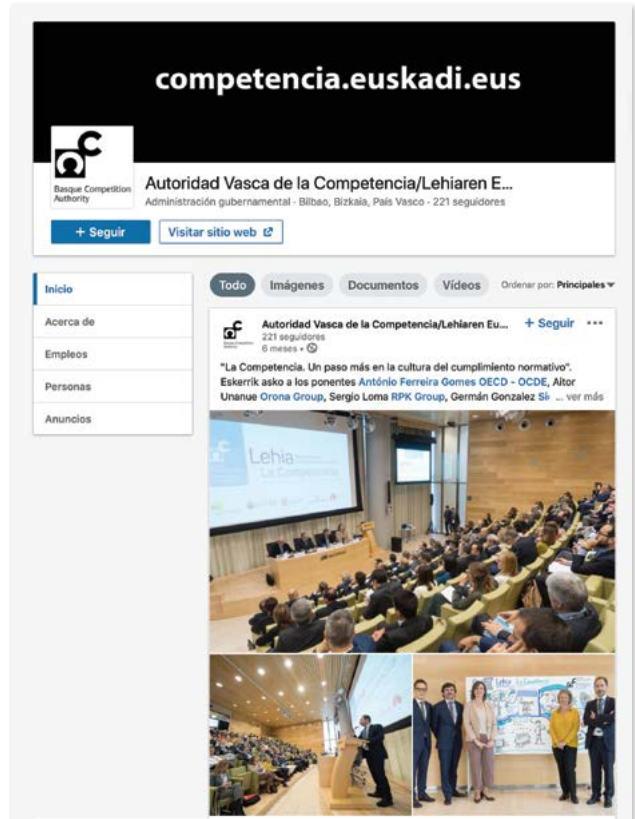 competencia.euskadi.eus
Basque Competition
Authority
Autoridad Vasca de la Competencia/Lehiaren E...
Administración gubernamental - Bilbao, Bizkaia, País Vasco - 221 seguidores
+ Seguir
Visitar sitio web
Inicio
Acerca de
Empleos
Personas
Anuncios
Todo
Imágenes
Documentos
Vídeos
Ordenar por: Principales
Autoridad Vasca de la Competencia/Lehiaren Eu...
+ Seguir
221 seguidores
6 meses •
"La Competencia. Un paso más en la cultura del cumplimiento normativo".
Eskerrik asko a los ponentes António Ferreira Gomes OECD - OCDE, Aitor
Unanue Orona Group, Sergio Loma RPK Group, Germán Gonzalez Si ... ver más
Lehia
La Competencia
Lehia